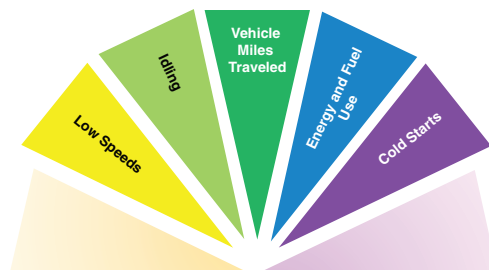 Low Speeds
Idling
Vehicle
Miles
Traveled
Energy and Fuel
Use
Cold Starts